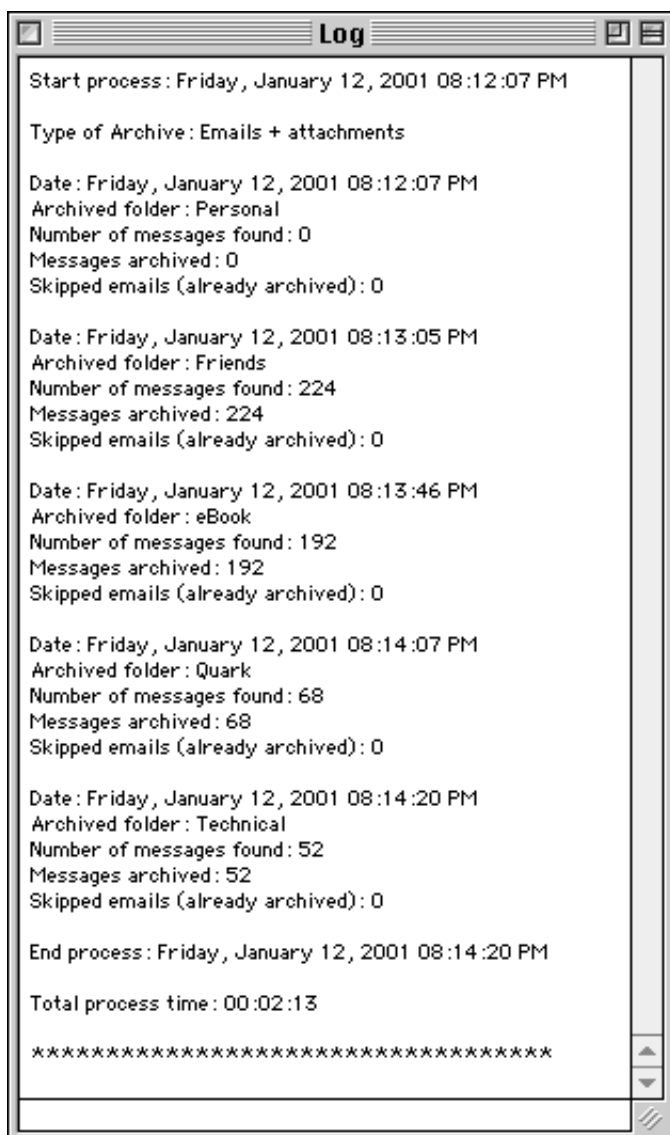 Log
Start process: Friday, January 12, 2001 08:12:07 PM
Type of Archive: Emails + attachments
Date: Friday, January 12, 2001 08:12:07 PM
Archived folder: Personal
Number of messages found: 0
Messages archived: 0
Skipped emails (already archived): 0
Date: Friday, January 12, 2001 08:13:05 PM
Archived folder: Friends
Number of messages found: 224
Messages archived: 224
Skipped emails (already archived): 0
Date: Friday, January 12, 2001 08:13:46 PM
Archived folder: eBook
Number of messages found: 192
Messages archived: 192
Skipped emails (already archived): 0
Date: Friday, January 12, 2001 08:14:07 PM
Archived folder: Quark
Number of messages found: 68
Messages archived: 68
Skipped emails (already archived): 0
Date: Friday, January 12, 2001 08:14:20 PM
Archived folder: Technical
Number of messages found: 52
Messages archived: 52
Skipped emails (already archived): 0
End process: Friday, January 12, 2001 08:14:20 PM
Total process time: 00:02:13
***********************************